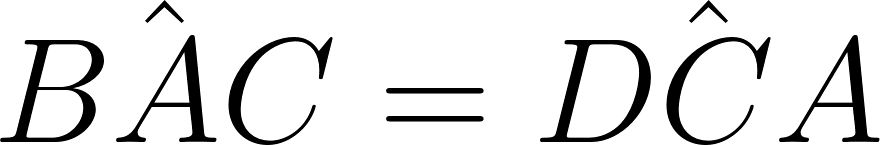 BÂC = DĈA